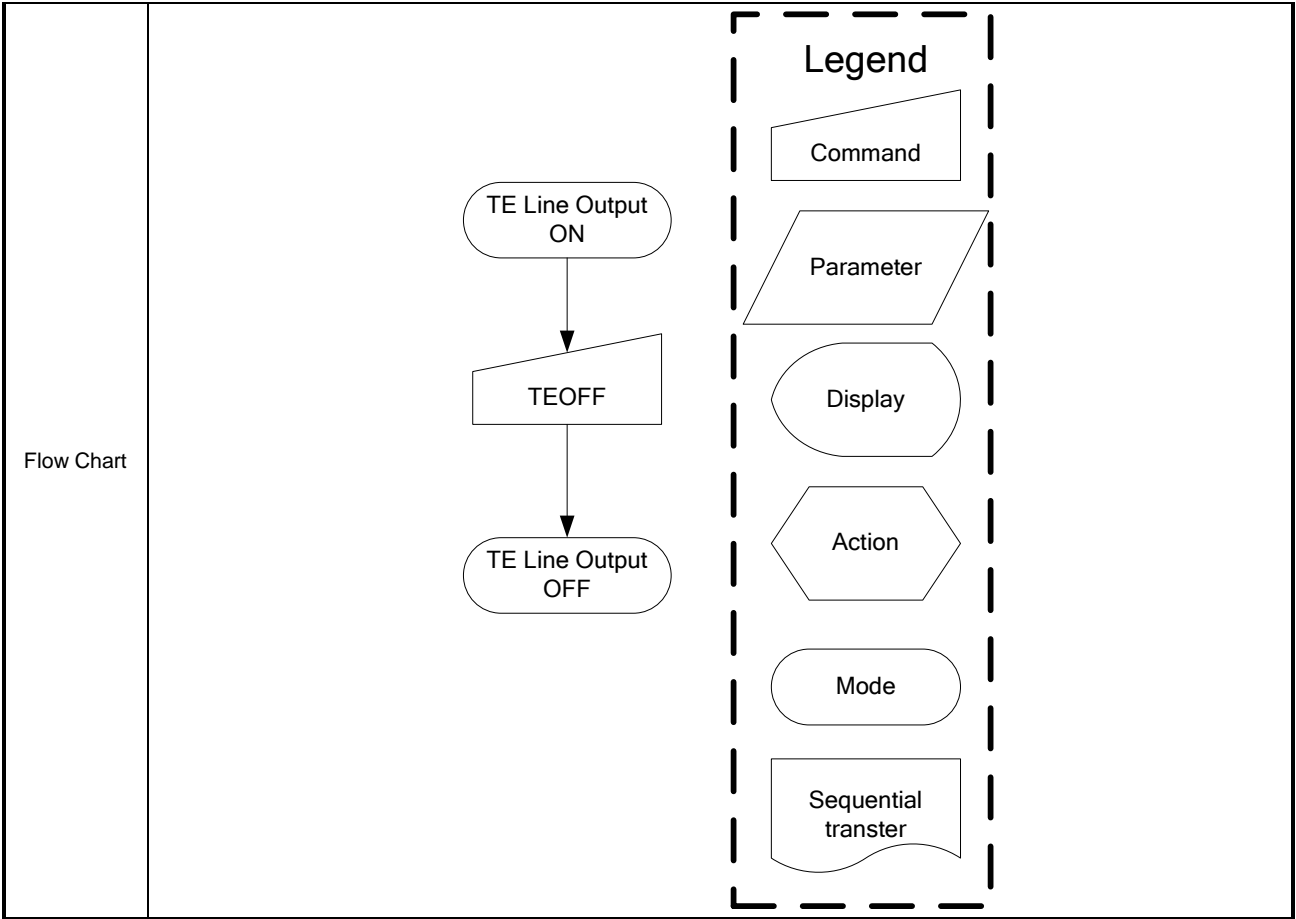 Flow Chart
TE Line Output
ON
TEOFF
TE Line Output
OFF
Legend
Command
Parameter
Display
Action
Mode
Sequential
transter